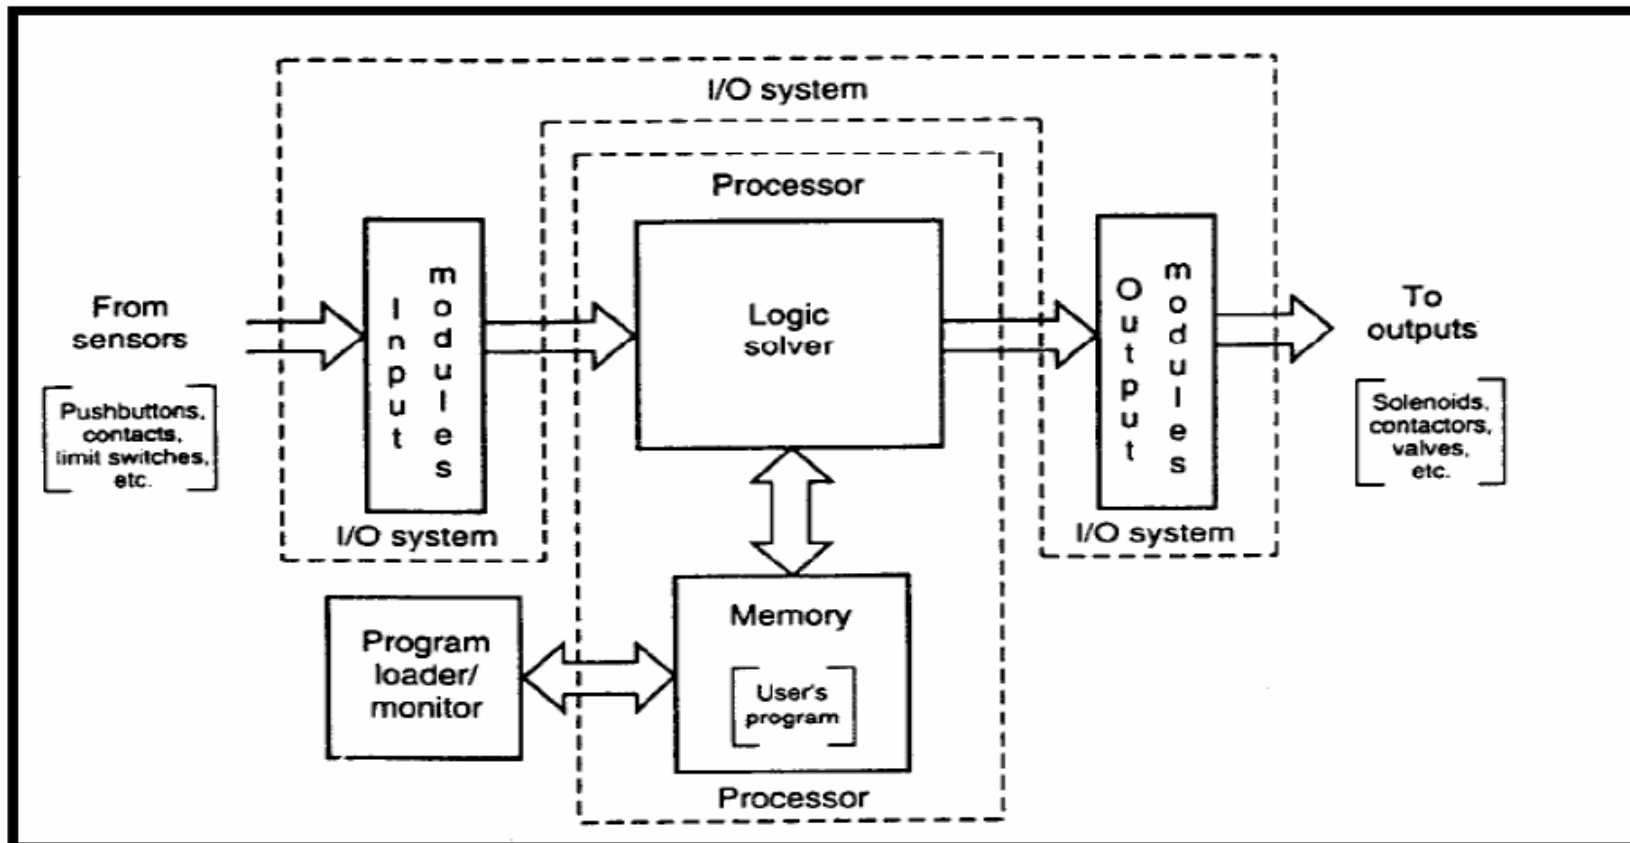 I/O system
Processor
From
sensors
Pushbuttons,
contacts,
limit switches,
etc.
Input
modules
I/O system
Logic
solver
Output
modules
I/O system
To
outputs
Solenoids,
contactors,
valves,
etc.
Program
loader/
monitor
Memory
User's
program
Processor